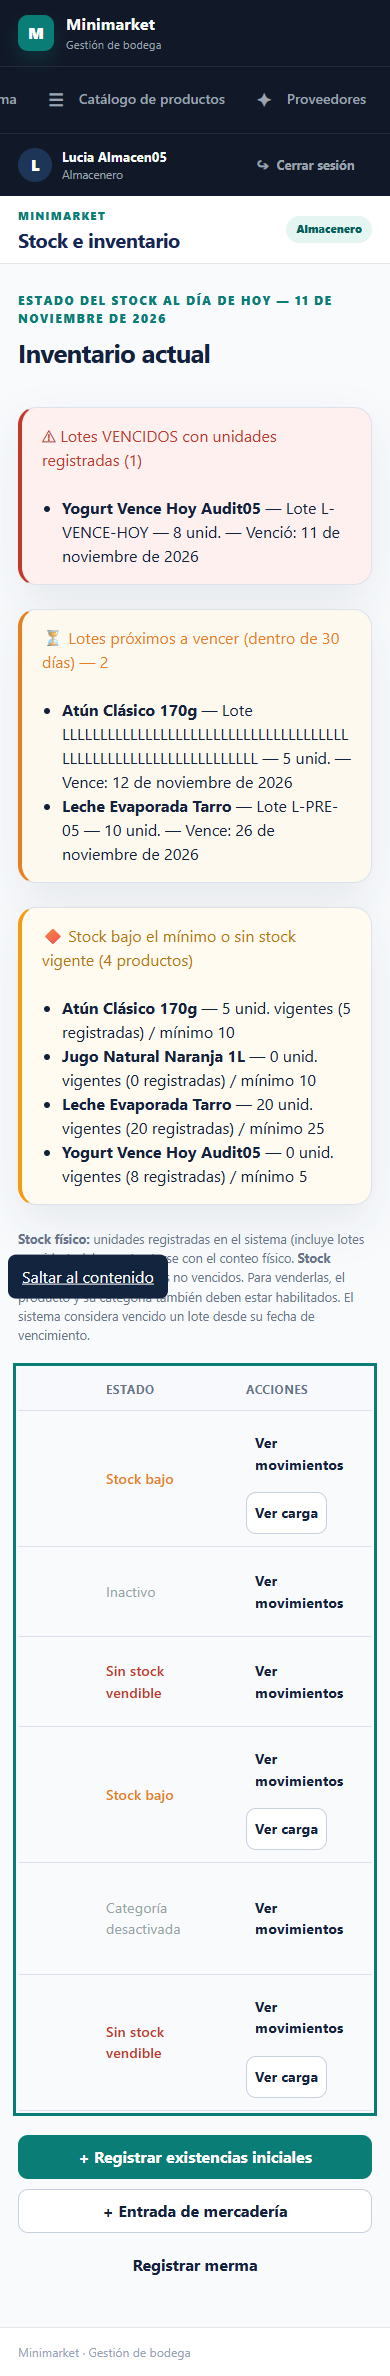 M
Minimarket
Gestión de bodega
ma
Catálogo de productos
Proveedores
L
Lucia Almacen05
Almacenero
Cerrar sesión
MINIMARKET
Stock e inventario
Almacenero
ESTADO DEL STOCK AL DÍA DE HOY — 11 DE
NOVIEMBRE DE 2026
Inventario actual
⚠ Lotes VENCIDOS con unidades
registradas (1)
• Yogurt Vence Hoy Audit05 — Lote L-
VENCE-HOY — 8 unid. — Venció: 11 de
noviembre de 2026
⏳ Lotes próximos a vencer (dentro de 30
días) — 2
• Atún Clásico 170g — Lote
— 5 unid. —
Vence: 12 de noviembre de 2026
• Leche Evaporada Tarro — Lote L-PRE-
05 — 10 unid. — Vence: 26 de
noviembre de 2026
♦ Stock bajo el mínimo o sin stock
vigente (4 productos)
• Atún Clásico 170g — 5 unid. vigentes (5
registradas) / mínimo 10
• Jugo Natural Naranja 1L — 0 unid.
vigentes (0 registradas) / mínimo 10
• Leche Evaporada Tarro — 20 unid.
vigentes (20 registradas) / mínimo 25
• Yogurt Vence Hoy Audit05 — 0 unid.
vigentes (8 registradas) / mínimo 5
Stock físico: unidades registradas en el sistema (incluye lotes
se con el conteo físico. Stock
Saltar al contenido
no vencidos. Para venderlas, el
producto y su categoría también deben estar habilitados. El
sistema considera vencido un lote desde su fecha de
vencimiento.
ESTADO
ACCIONES
Stock bajo
Ver
movimientos
Ver carga
Inactivo
Ver
movimientos
Sin stock
vendible
Ver
movimientos
Stock bajo
Ver
movimientos
Ver carga
Categoría
desactivada
Ver
movimientos
Sin stock
vendible
Ver
movimientos
Ver carga
+ Registrar existencias iniciales
+ Entrada de mercadería
Registrar merma
Minimarket · Gestión de bodega